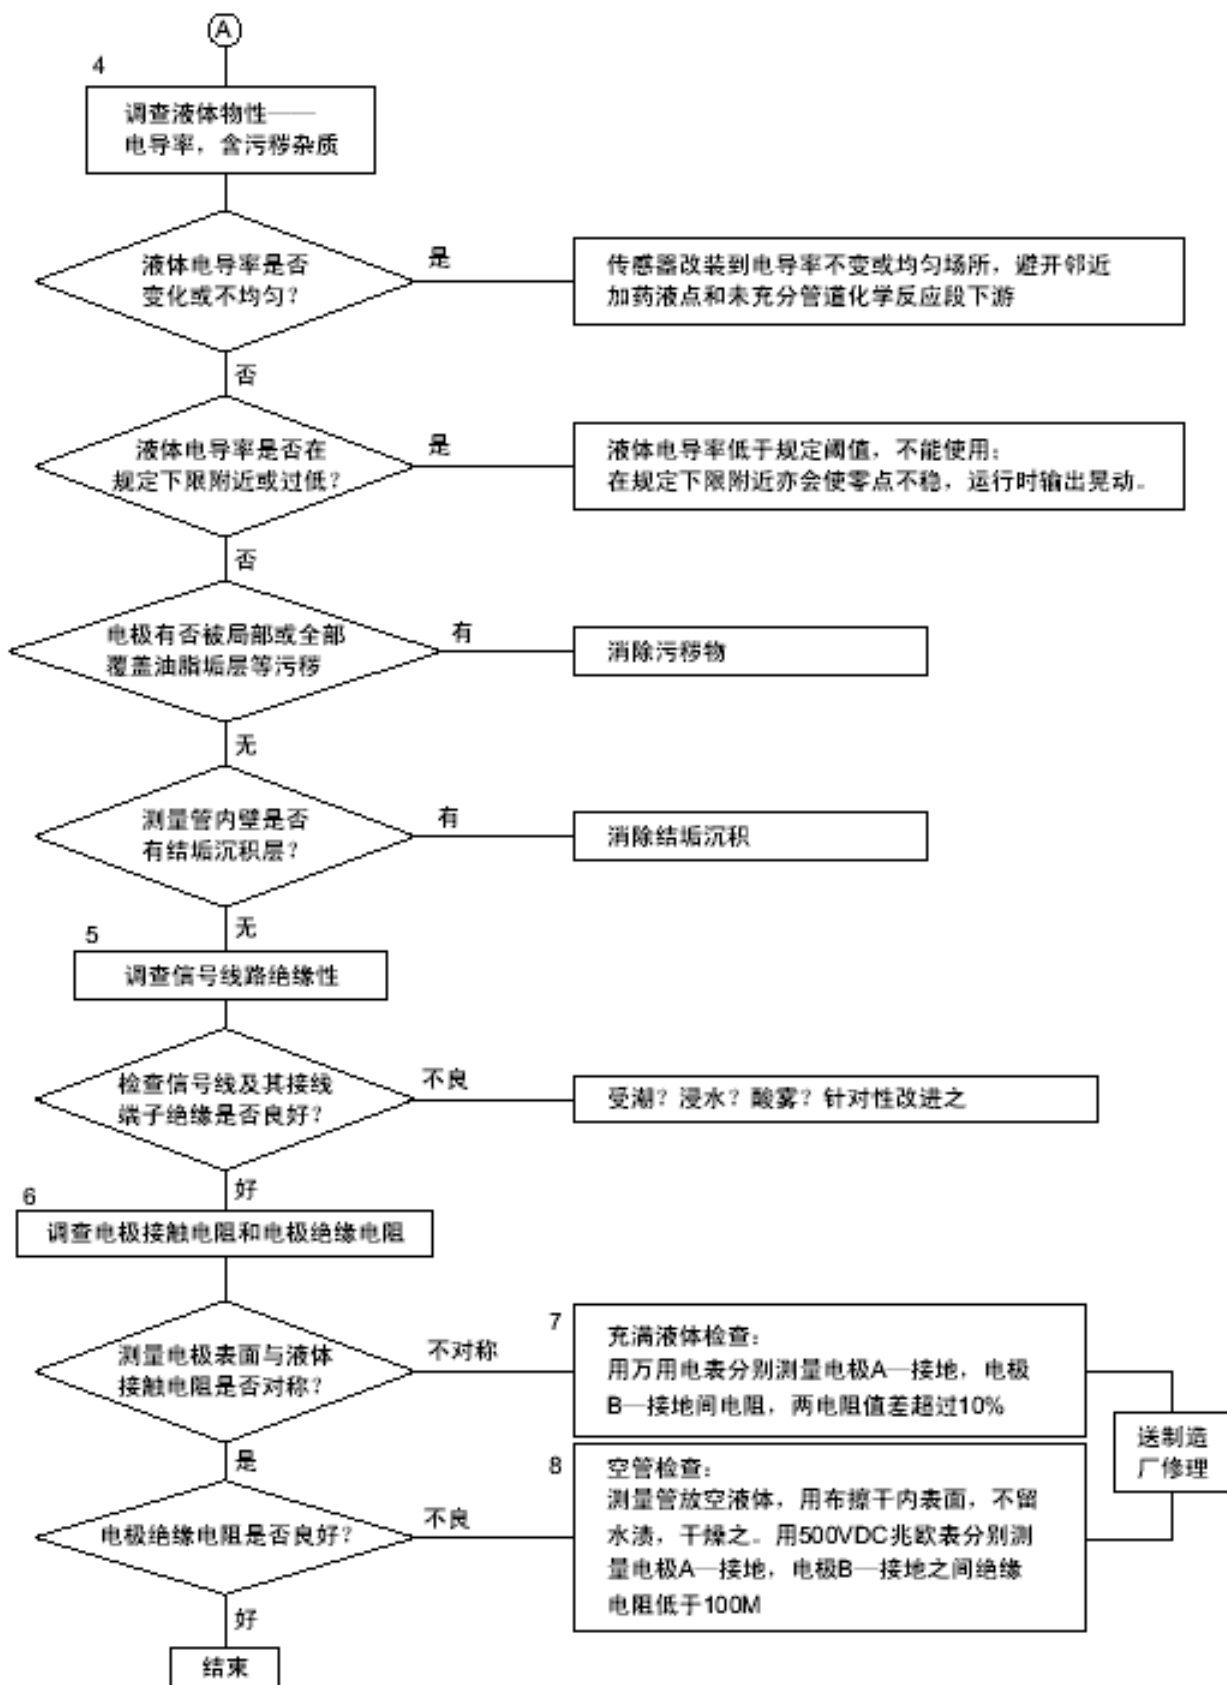 A
4
调查液体物性——
电导率，含污秽杂质
液体电导率是否
变化或不均匀？
是
传感器改装到电导率不变或均匀场所，避开邻近
加药液点和未充分管道化学反应段下游
否
液体电导率是否在
规定下限附近或过低？
是
液体电导率低于规定阈值，不能使用；
在规定下限附近亦会使零点不稳，运行时输出晃动。
否
电极有否被局部或全部
覆盖油脂垢层等污秽
有
消除污秽物
无
测量管内壁是否
有结垢沉积层？
有
消除结垢沉积
无
5
调查信号线路绝缘性
检查信号线及其接线
端子绝缘是否良好？
不良
受潮？浸水？酸雾？针对性改进之
好
6
调查电极接触电阻和电极绝缘电阻
测量电极表面与液体
接触电阻是否对称？
不对称
7
充满液体检查：
用万用电表分别测量电极A—接地，电极
B—接地间电阻，两电阻值差超过10%
送制造
厂修理
是
电极绝缘电阻是否良好？
不良
8
空管检查：
测量管放空液体，用布擦干内表面，不留
水渍，干燥之。用500VDC兆欧表分别测
量电极A—接地，电极B—接地之间绝缘
电阻低于100M
好
结束